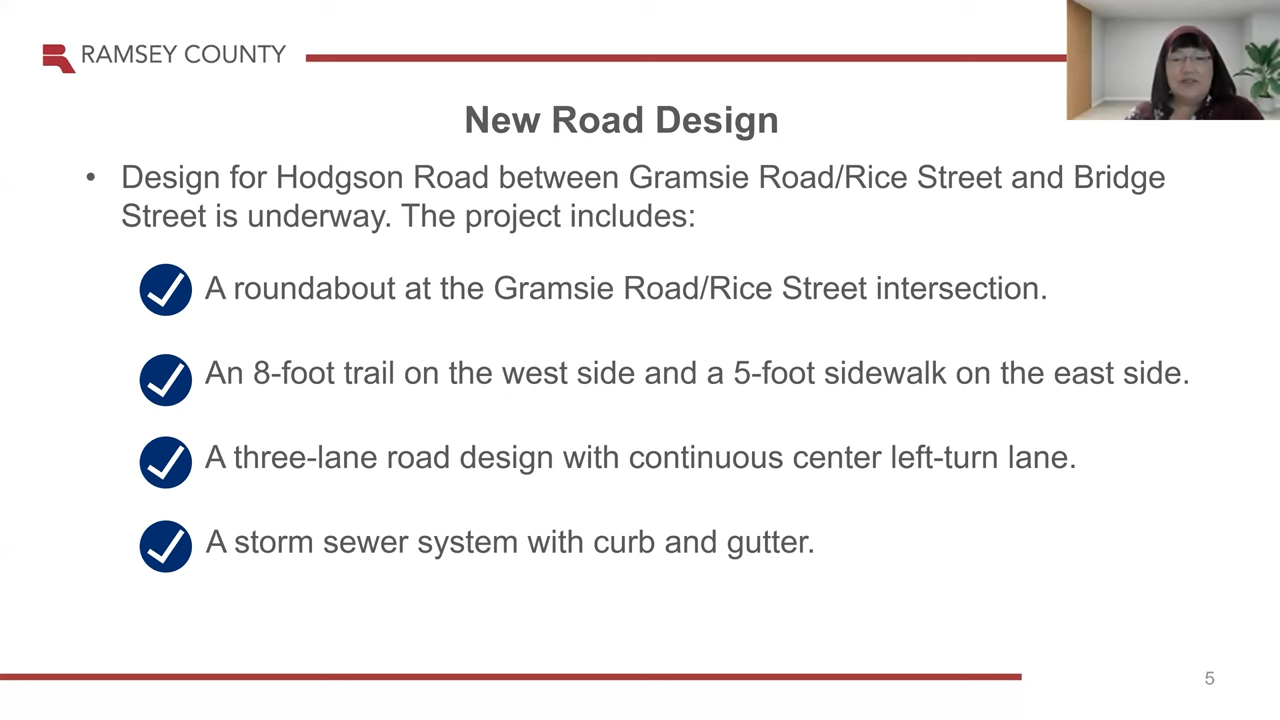 RAMSEY COUNTY
New Road Design
• Design for Hodgson Road between Gramsie Road/Rice Street and Bridge
Street is underway. The project includes:
A roundabout at the Gramsie Road/Rice Street intersection.
An 8-foot trail on the west side and a 5-foot sidewalk on the east side.
A three-lane road design with continuous center left-turn lane.
A storm sewer system with curb and gutter.
5